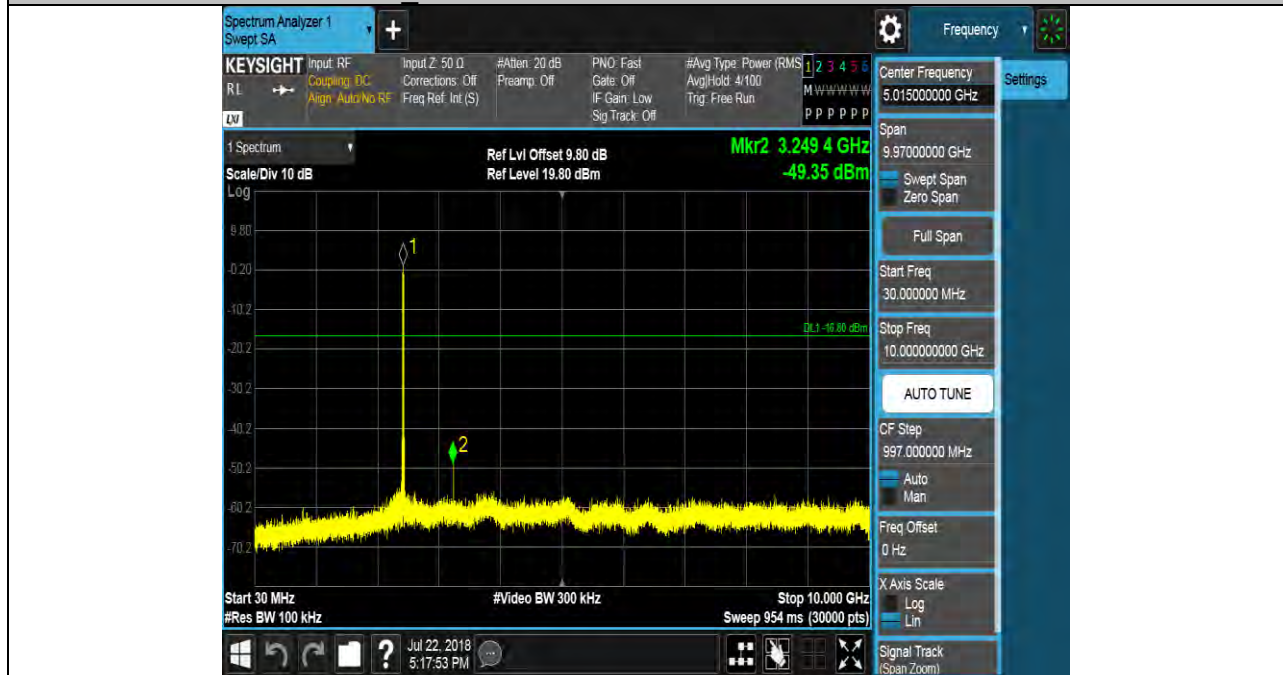 Spectrum Analyzer 1
Swept SA
+
Frequency
KEYSIGHT
RL
LXI
Input: RF
Coupling: DC
Align: Auto/No RF
Input Z: 50 Ω
Corrections: Off
Freq Ref: Int (S)
#Atten: 20 dB
Preamp: Off
PNO: Fast
Gate: Off
IF Gain: Low
Sig Track: Off
#Avg Type: Power (RMS
Avg|Hold: 4/100
Trig: Free Run
1 2 3 4 5 6
M W W W W W
P P P P P P
Center Frequency
5.015000000 GHz
Settings
Span
9.97000000 GHz
Swept Span
Zero Span
Full Span
Start Freq
30.000000 MHz
Stop Freq
10.000000000 GHz
AUTO TUNE
CF Step
997.000000 MHz
Auto
Man
Freq Offset
0 Hz
X Axis Scale
Log
Lin
Signal Track
(Span Zoom)
1 Spectrum
Scale/Div 10 dB
Log
Ref Lvl Offset 9.80 dB
Ref Level 19.80 dBm
Mkr2 3.249 4 GHz
-49.35 dBm
9.80
-0.20
-10.2
-20.2
-30.2
-40.2
-50.2
-60.2
-70.2
1
2
DL1 -16.80 dBm
Start 30 MHz
#Res BW 100 kHz
#Video BW 300 kHz
Stop 10.000 GHz
Sweep 954 ms (30000 pts)
?
Jul 22, 2018
5:17:53 PM